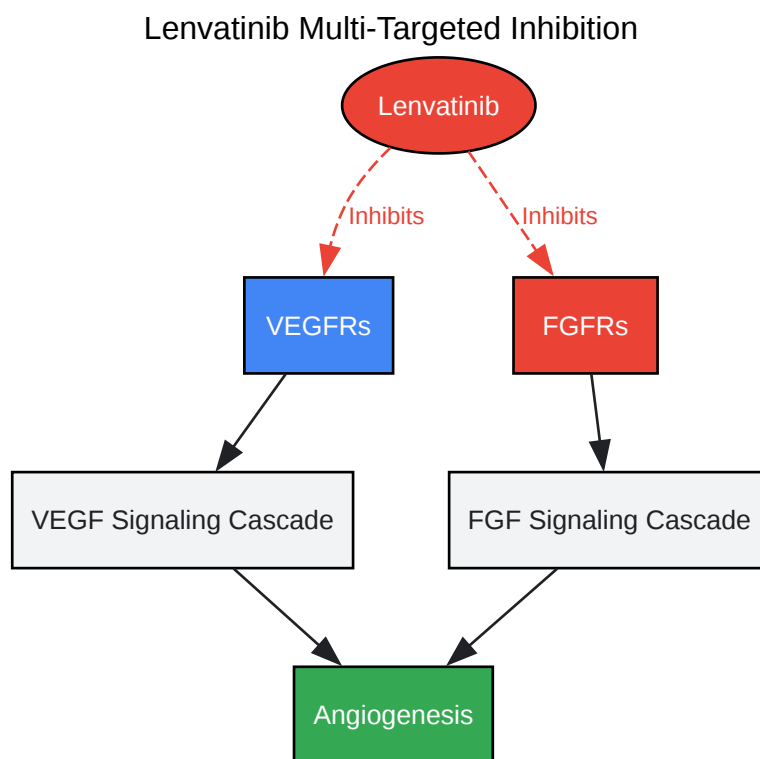 Lenvatinib Multi-Targeted Inhibition
Lenvatinib
Inhibits
Inhibits
VEGFRs
FGFRs
VEGF Signaling Cascade
FGF Signaling Cascade
Angiogenesis